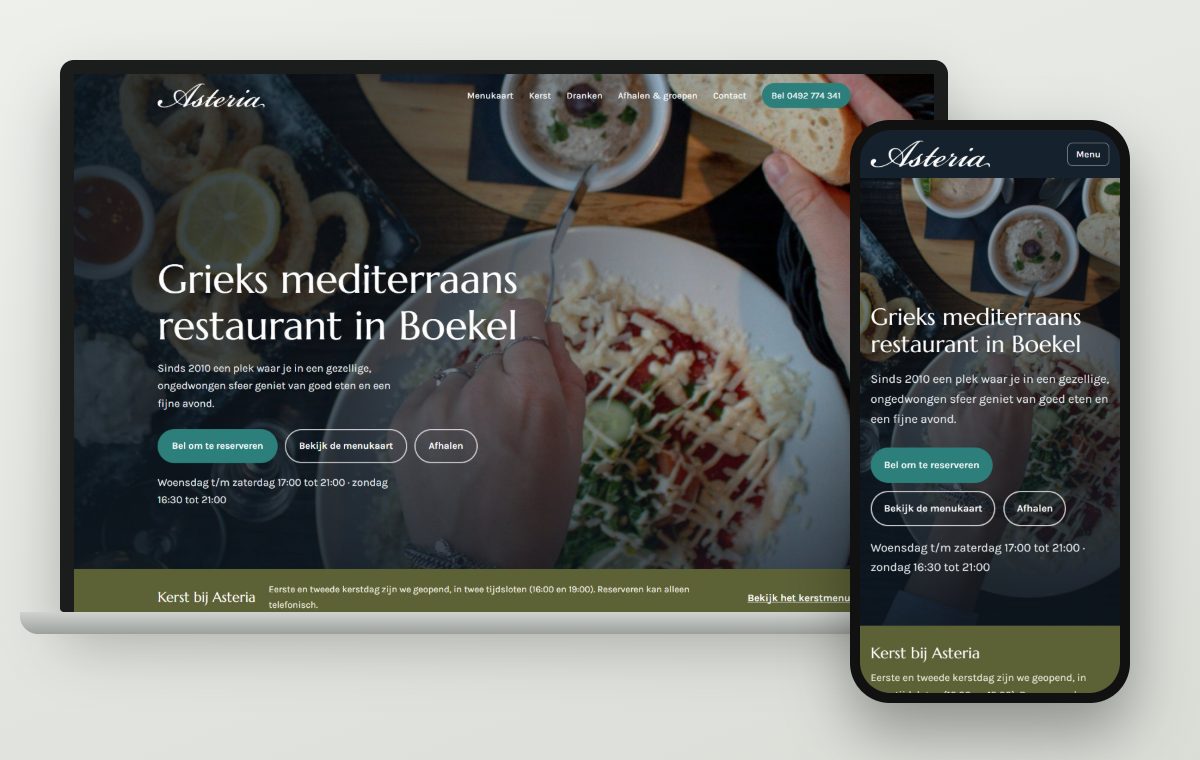 Asteria
Menukaart Kerst Dranken Afhalen & groepen Contact Bel 0492 774 341
Grieks mediterraans
restaurant in Boekel
Sinds 2010 een plek waar je in een gezellige,
ongedwongen sfeer geniet van goed eten en een
fijne avond.
Bel om te reserveren Bekijk de menukaart Afhalen
Woensdag t/m zaterdag 17:00 tot 21:00 · zondag
16:30 tot 21:00
Kerst bij Asteria
Eerste en tweede kerstdag zijn we geopend, in twee tijdsloten (16:00 en 19:00). Reserveren kan alleen
telefonisch.
Bekijk het kerstmenu
Asteria
Menu
Grieks mediterraans
restaurant in Boekel
Sinds 2010 een plek waar je in een gezellige,
ongedwongen sfeer geniet van goed eten en
een fijne avond.
Bel om te reserveren
Bekijk de menukaart Afhalen
Woensdag t/m zaterdag 17:00 tot 21:00 ·
zondag 16:30 tot 21:00
Kerst bij Asteria
Eerste en tweede kerstdag zijn we geopend, in